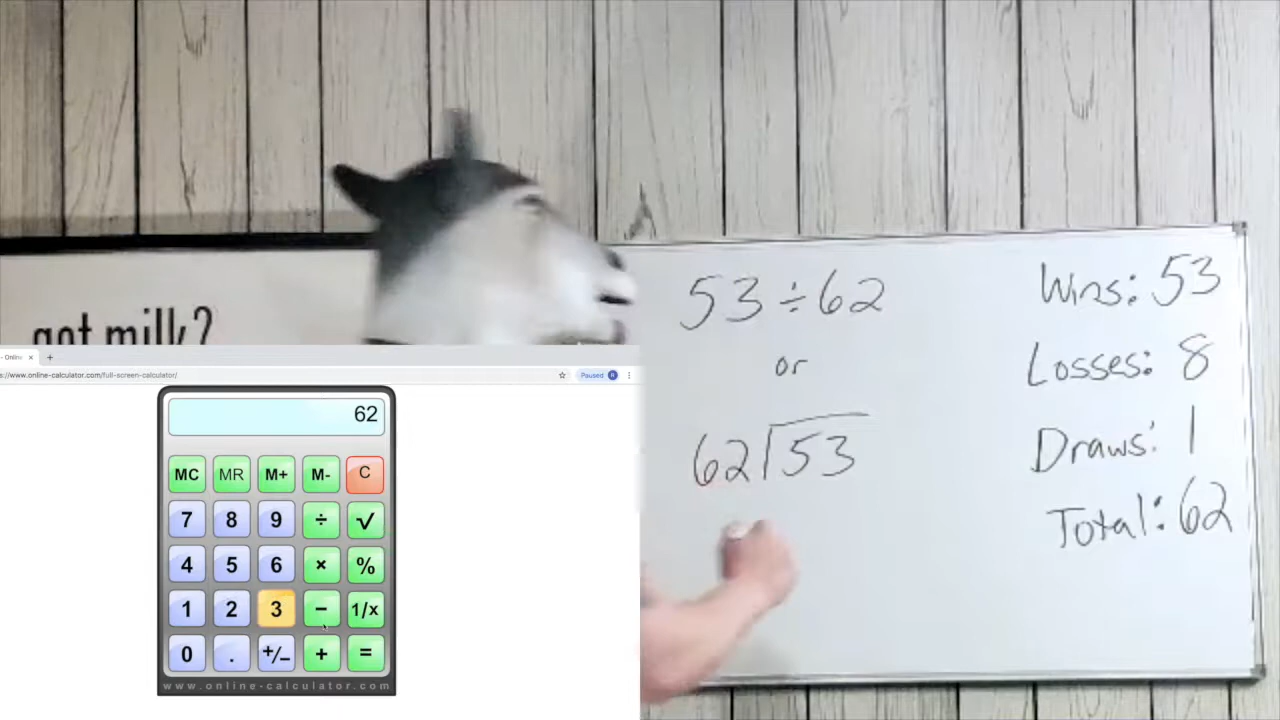 got milk?
- Online
s://www.online-calculator.com/full-screen-calculator/
Paused R
62
MC MR M+ M- C
7 8 9 ÷ √
4 5 6 × %
1 2 3 − 1/x
0 . +/− + =
www.online-calculator.com
53 ÷ 62
or
62 53
Wins: 53
Losses: 8
Draws: 1
Total: 62